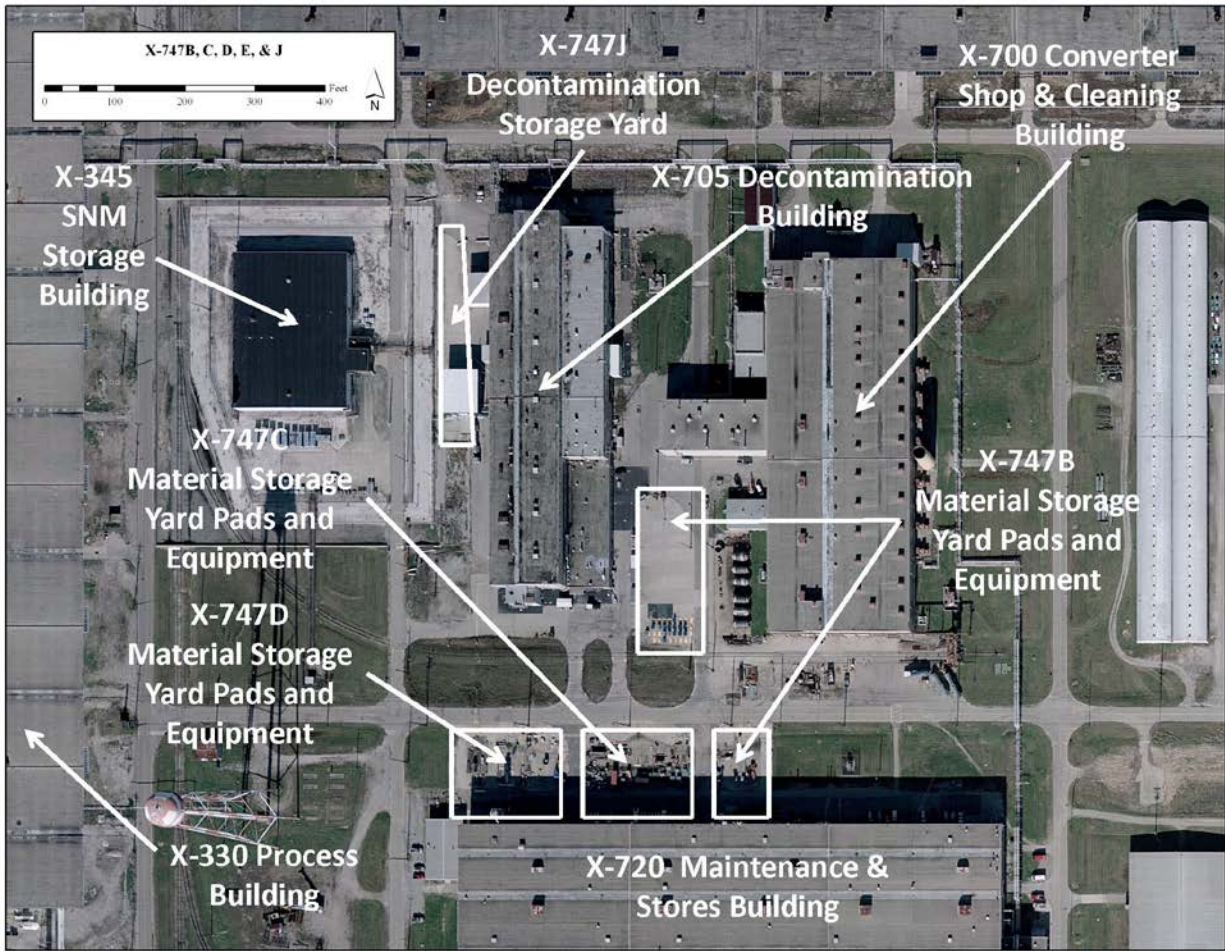 X-747B, C, D, E, & J
0 100 200 300 400 Feet
N
X-747J
Decontamination
Storage Yard
X-700 Converter
Shop & Cleaning
Building
X-345
SNM
Storage
Building
X-705 Decontamination
Building
X-747C
Material Storage
Yard Pads and
Equipment
X-747B
Material Storage
Yard Pads and
Equipment
X-747D
Material Storage
Yard Pads and
Equipment
X-330 Process
Building
X-720 Maintenance &
Stores Building